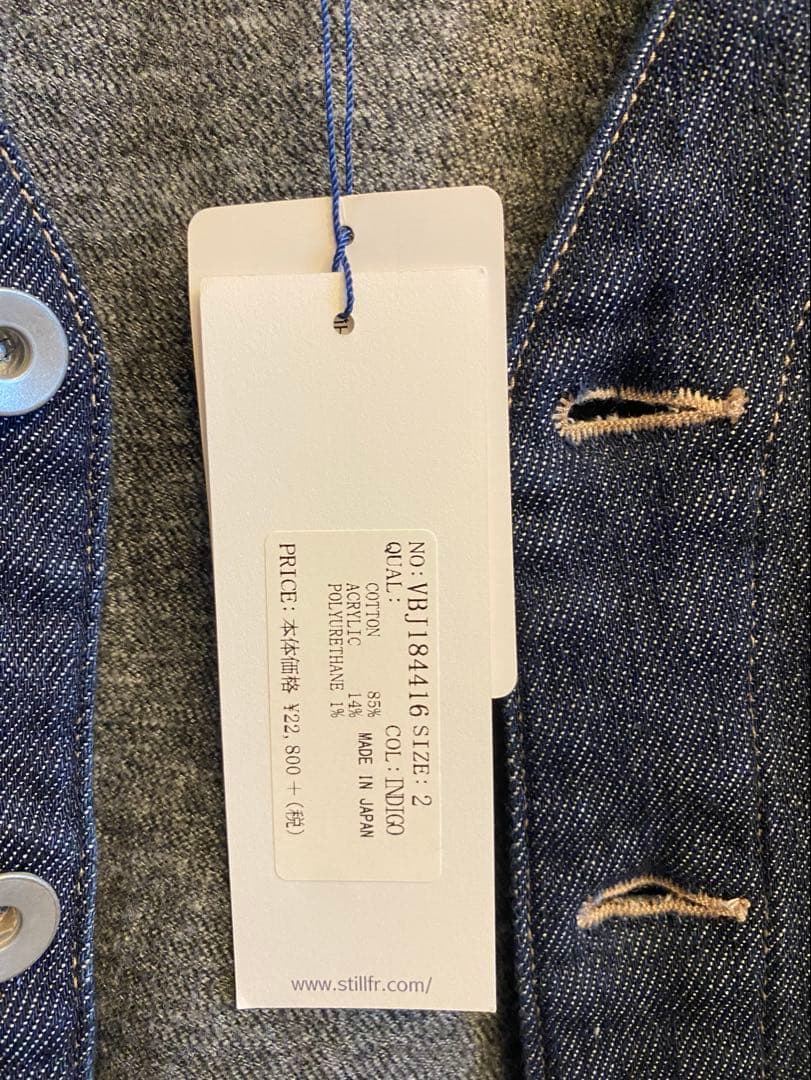 NO:VBJ184416 SIZE: 2
QUAL: COL: INDIGO
COTTON 85%
ACRYLIC 14% MADE IN JAPAN
POLYURETHANE 1%
PRICE: 本体価格 ¥22,800+(税)
www.stillfr.com/